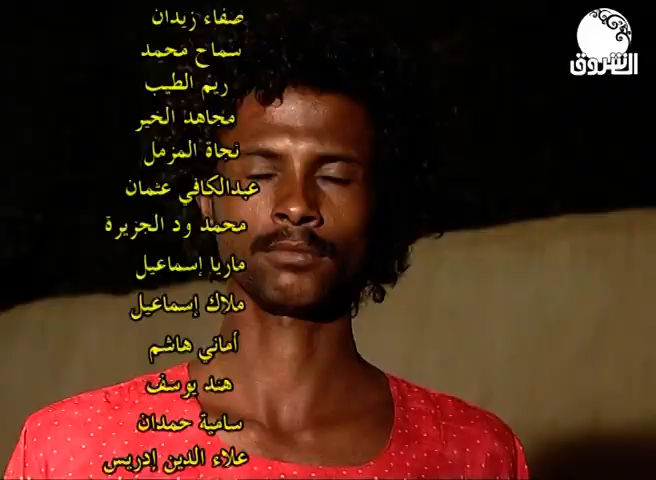 الشروق
صفاء زيدان
سماح محمد
ريم الطيب
مجاهد الخير
نجاة المزمل
عبدالكافي عثمان
محمد ود الجزيرة
ماريا إسماعيل
ملاك إسماعيل
أماني هاشم
هند يوسف
سامية حمدان
علاء الدين إدريس